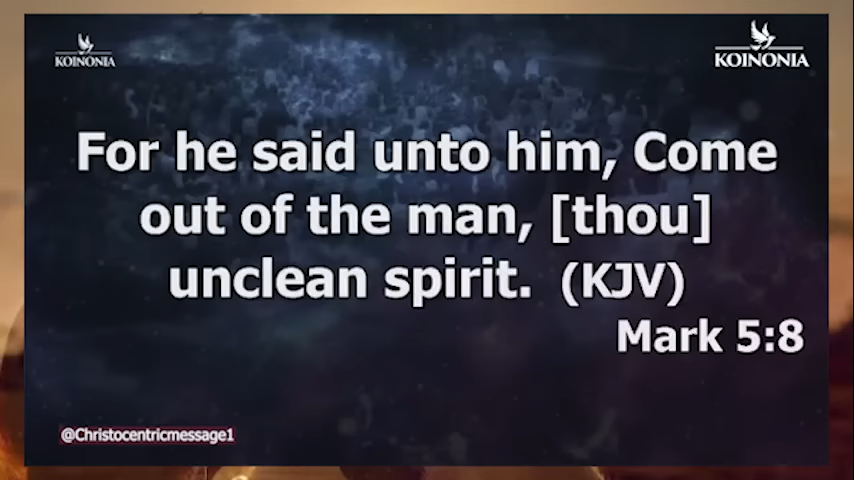 KOINONIA
KOINONIA
For he said unto him, Come
out of the man, [thou]
unclean spirit. (KJV)
Mark 5:8
@Christocentricmessage1